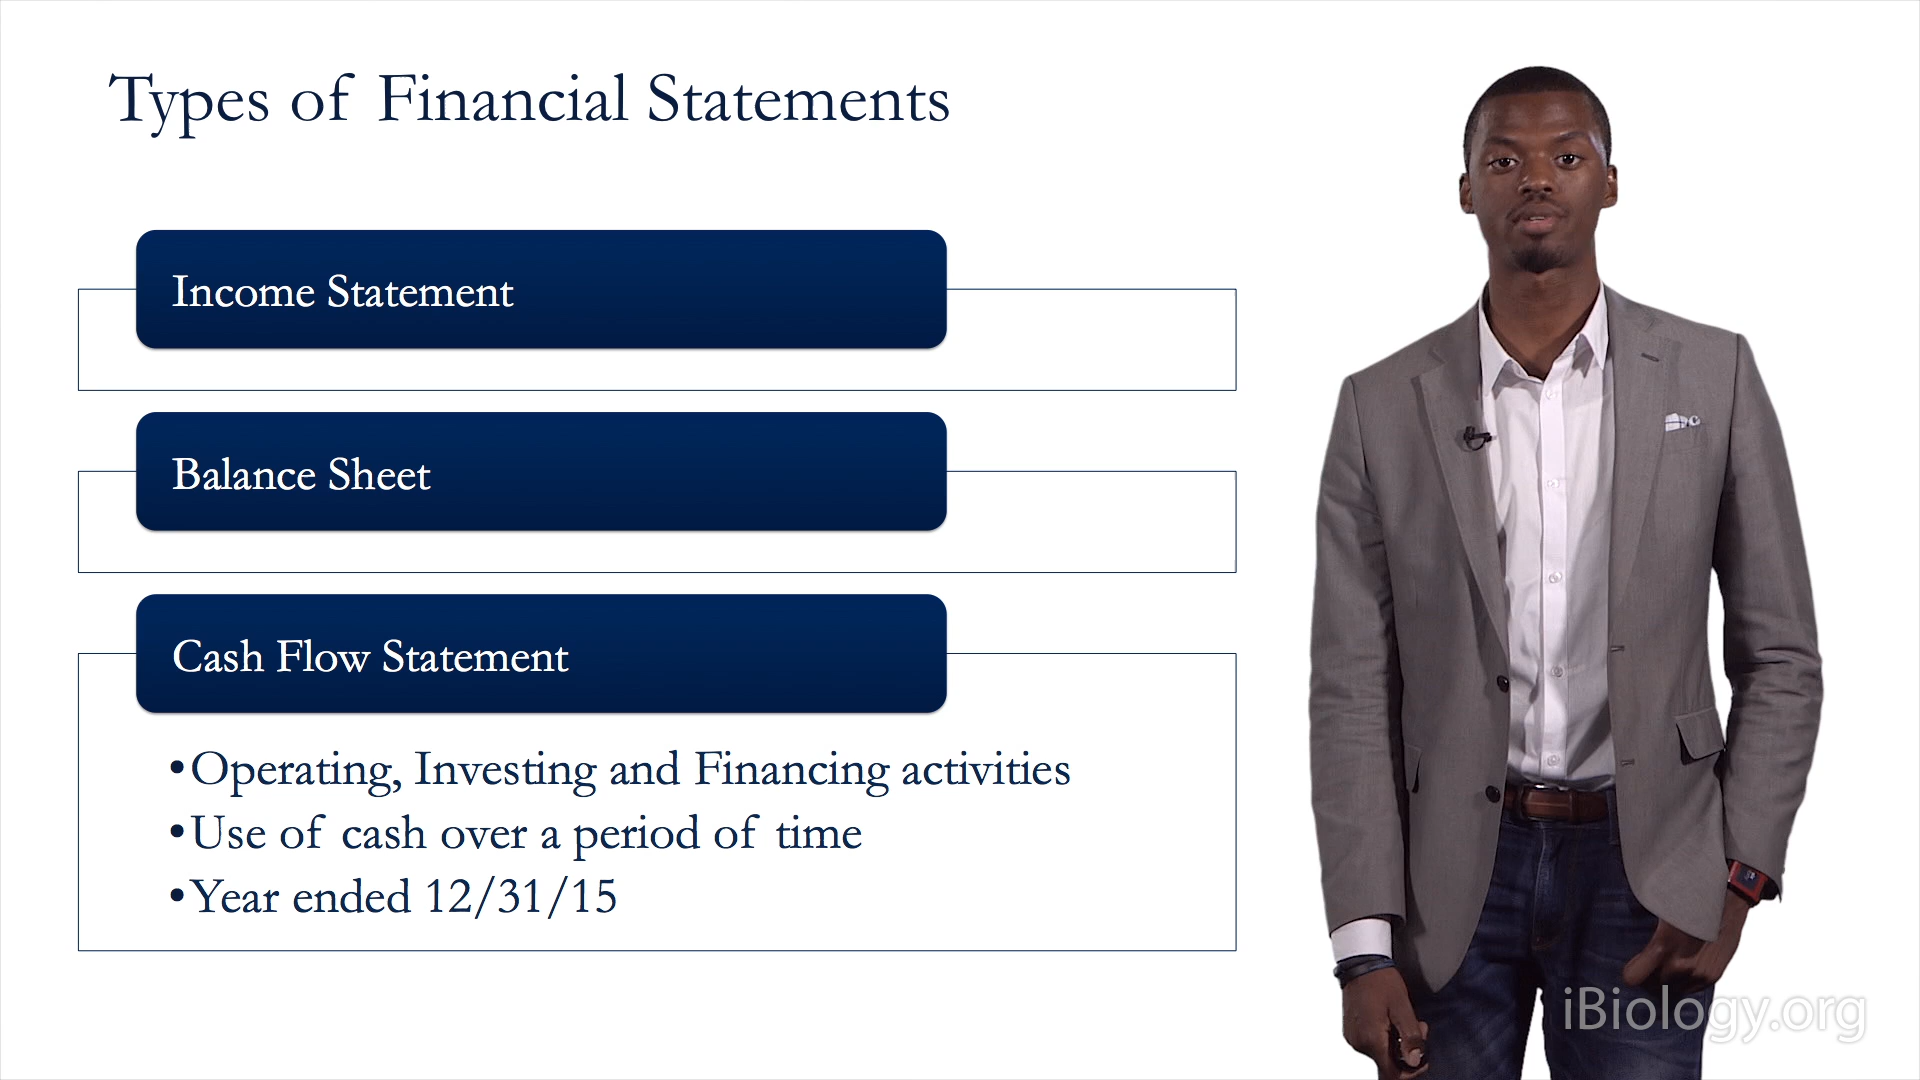 Types of Financial Statements
Income Statement
Balance Sheet
Cash Flow Statement
•Operating, Investing and Financing activities
•Use of cash over a period of time
•Year ended 12/31/15
iBiology.org